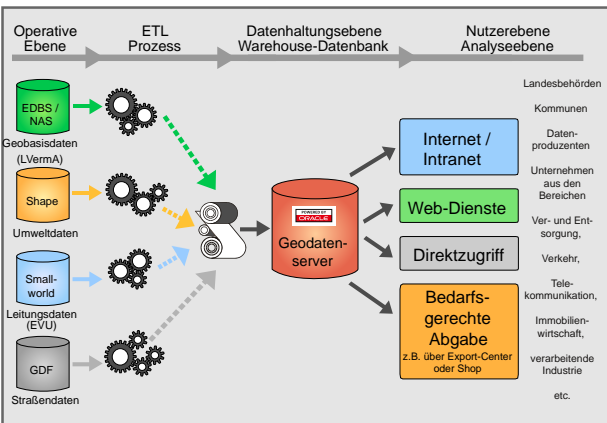 Operative
Ebene
ETL
Prozess
Datenhaltungsebene
Warehouse-Datenbank
Nutzerebene
Analyseebene
EDBS /
NAS
Geobasisdaten
(LVermA)
Shape
Umweltdaten
Small-
world
Leitungsdaten
(EVU)
GDF
Straßendaten
POWERED BY
ORACLE
Geodaten-
server
Internet /
Intranet
Web-Dienste
Direktzugriff
Bedarfs-
gerechte
Abgabe
z.B. über Export-Center
oder Shop
Landesbehörden
Kommunen
Daten-
produzenten
Unternehmen
aus den
Bereichen
Ver- und Ent-
sorgung,
Verkehr,
Tele-
kommunikation,
Immobilien-
wirtschaft,
verarbeitende
Industrie
etc.